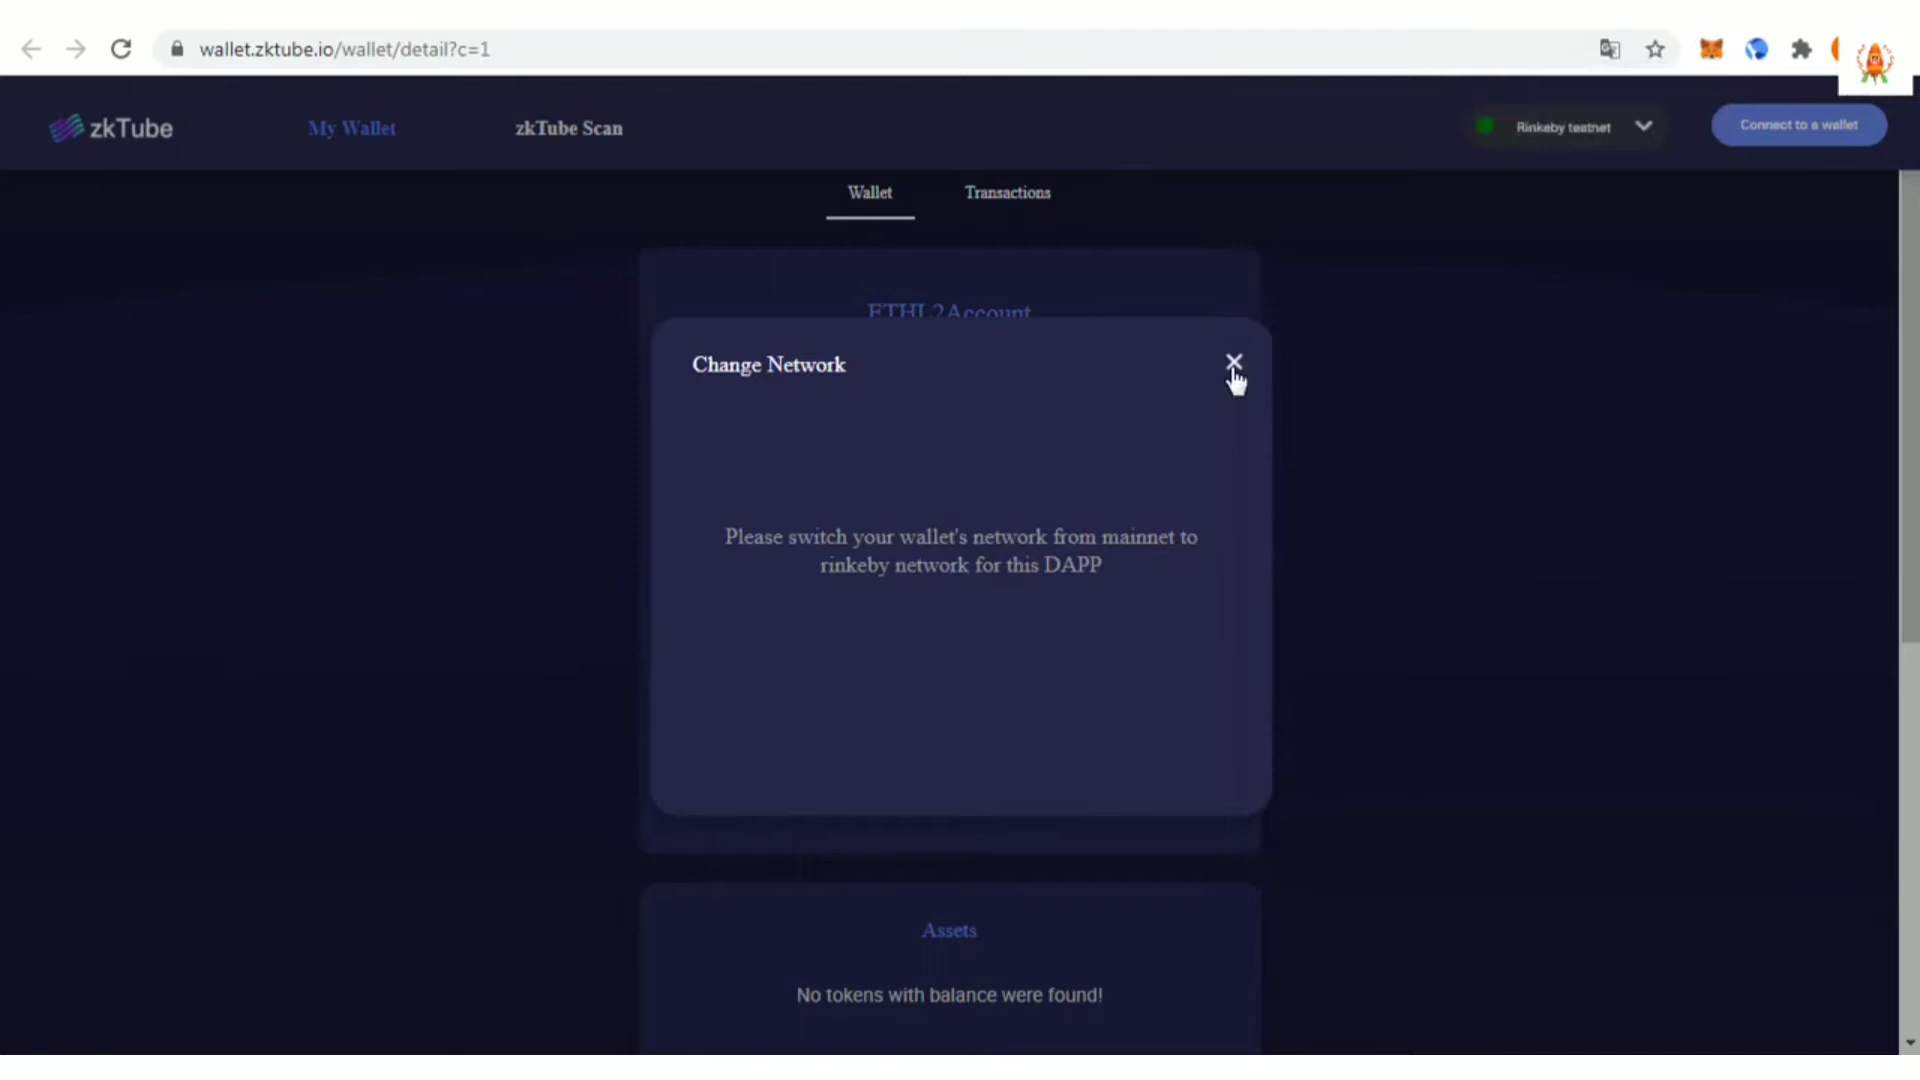 wallet.zktube.io/wallet/detail?c=1
zkTube
My Wallet
zkTube Scan
Rinkeby testnet
Connect to a wallet
Wallet
Transactions
ETHL2Account
Change Network
Please switch your wallet's network from mainnet to
rinkeby network for this DAPP
Assets
No tokens with balance were found!